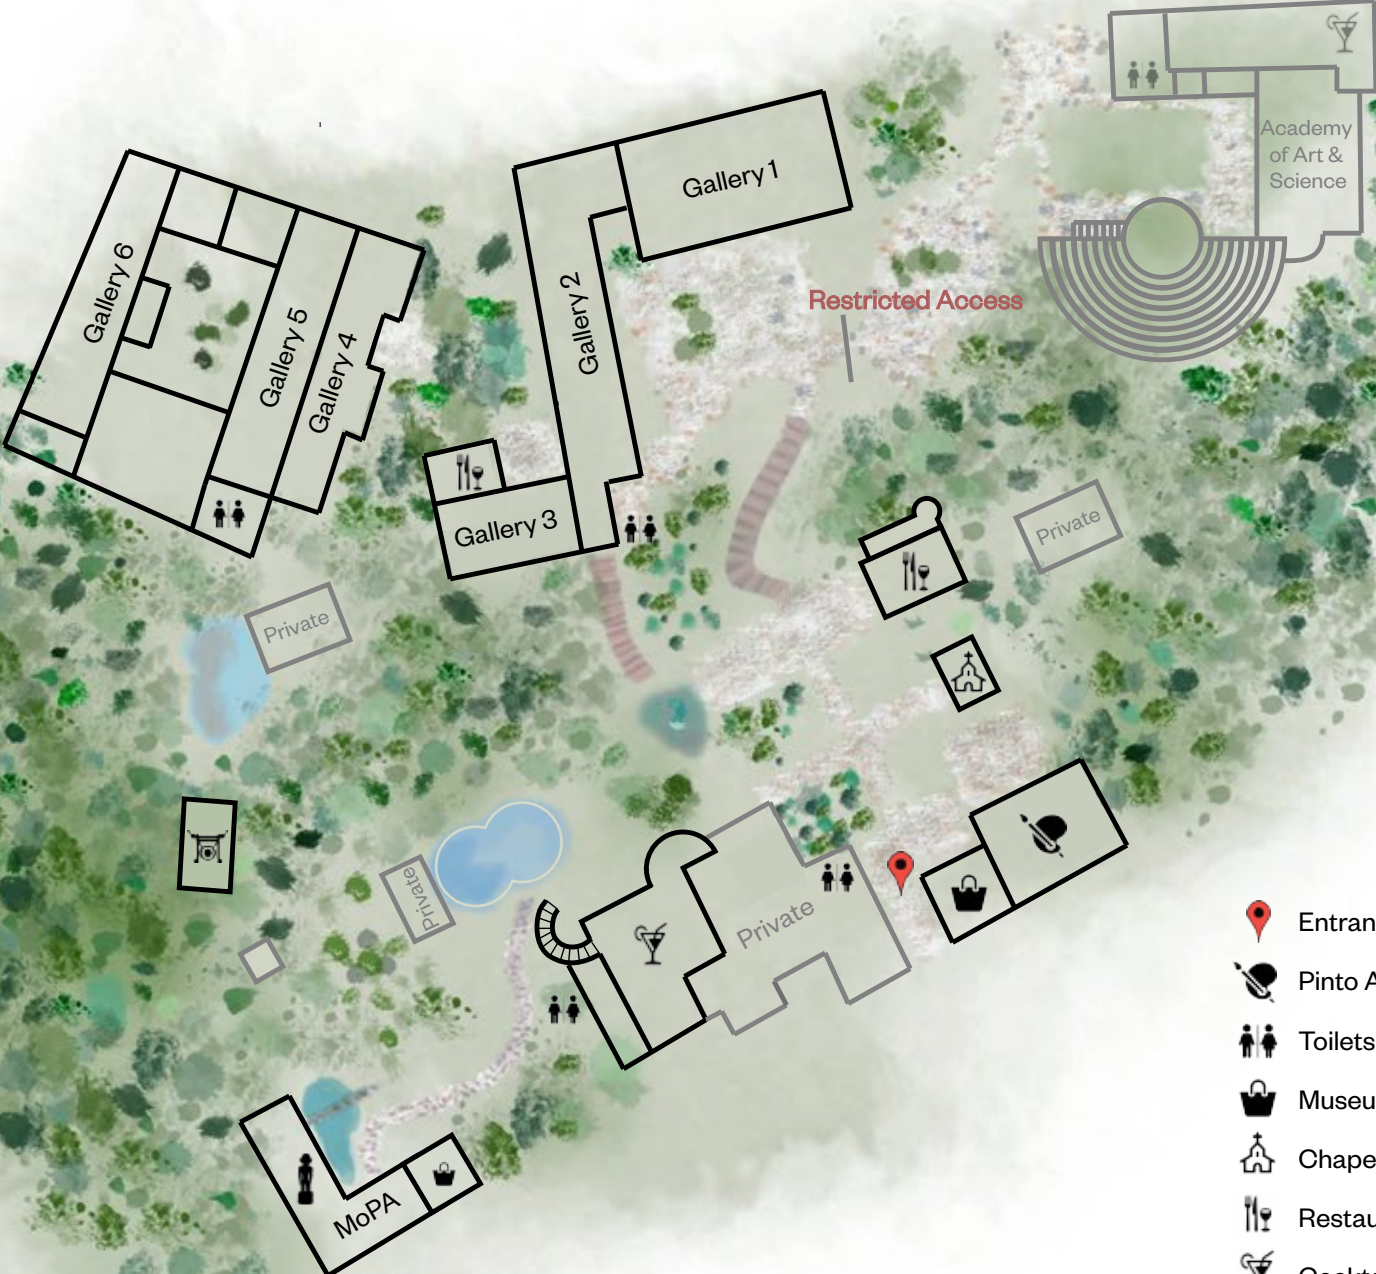 Academy
of Art &
Science
Gallery 1
Gallery 6
Gallery 2
Restricted Access
Gallery 5
Gallery 4
Gallery 3
Private
Private
Private
Private
MoPA
Entran
Pinto A
Toilets
Museu
Chape
Restau